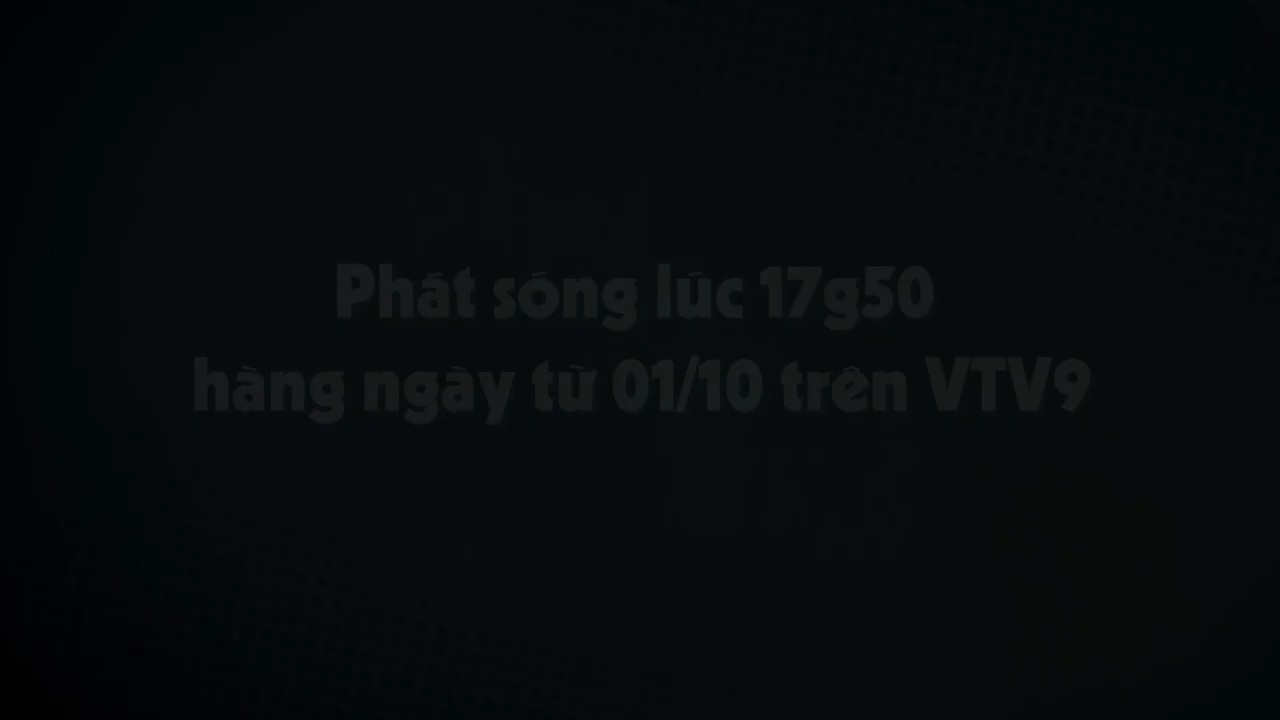 Phát sóng lúc 17g50
hàng ngày từ 01/10 trên VTV9